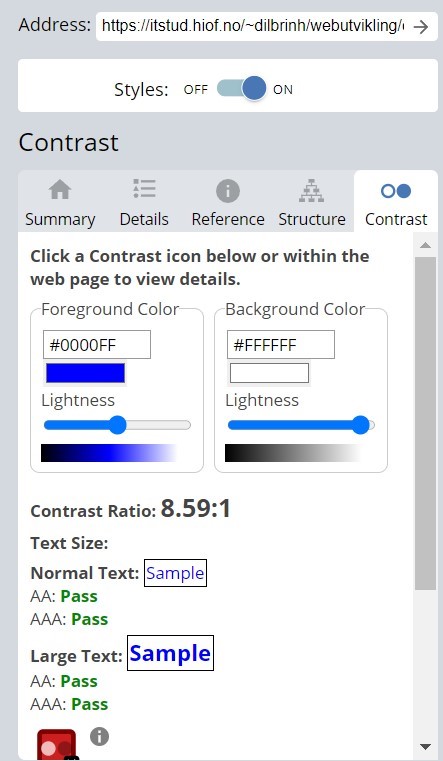 Address: https://itstud.hiof.no/~dilbrinh/webutvikling/
Styles: OFF ON
Contrast
Summary Details Reference Structure Contrast
Click a Contrast icon below or within the
web page to view details.
Foreground Color Background Color
#0000FF #FFFFFF
Lightness Lightness
Contrast Ratio: 8.59:1
Text Size:
Normal Text: Sample
AA: Pass
AAA: Pass
Large Text: Sample
AA: Pass
AAA: Pass